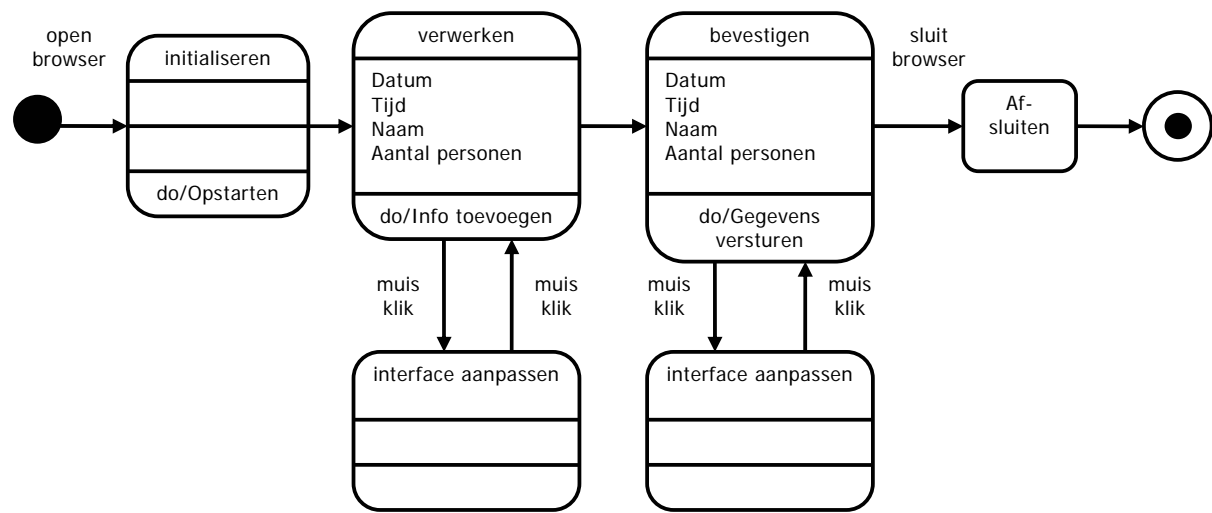 open
browser
initialiseren
do/Opstarten
verwerken
Datum
Tijd
Naam
Aantal personen
do/Info toevoegen
muis
klik
muis
klik
interface aanpassen
bevestigen
Datum
Tijd
Naam
Aantal personen
do/Gegevens
versturen
muis
klik
muis
klik
interface aanpassen
sluit
browser
Af-
sluiten